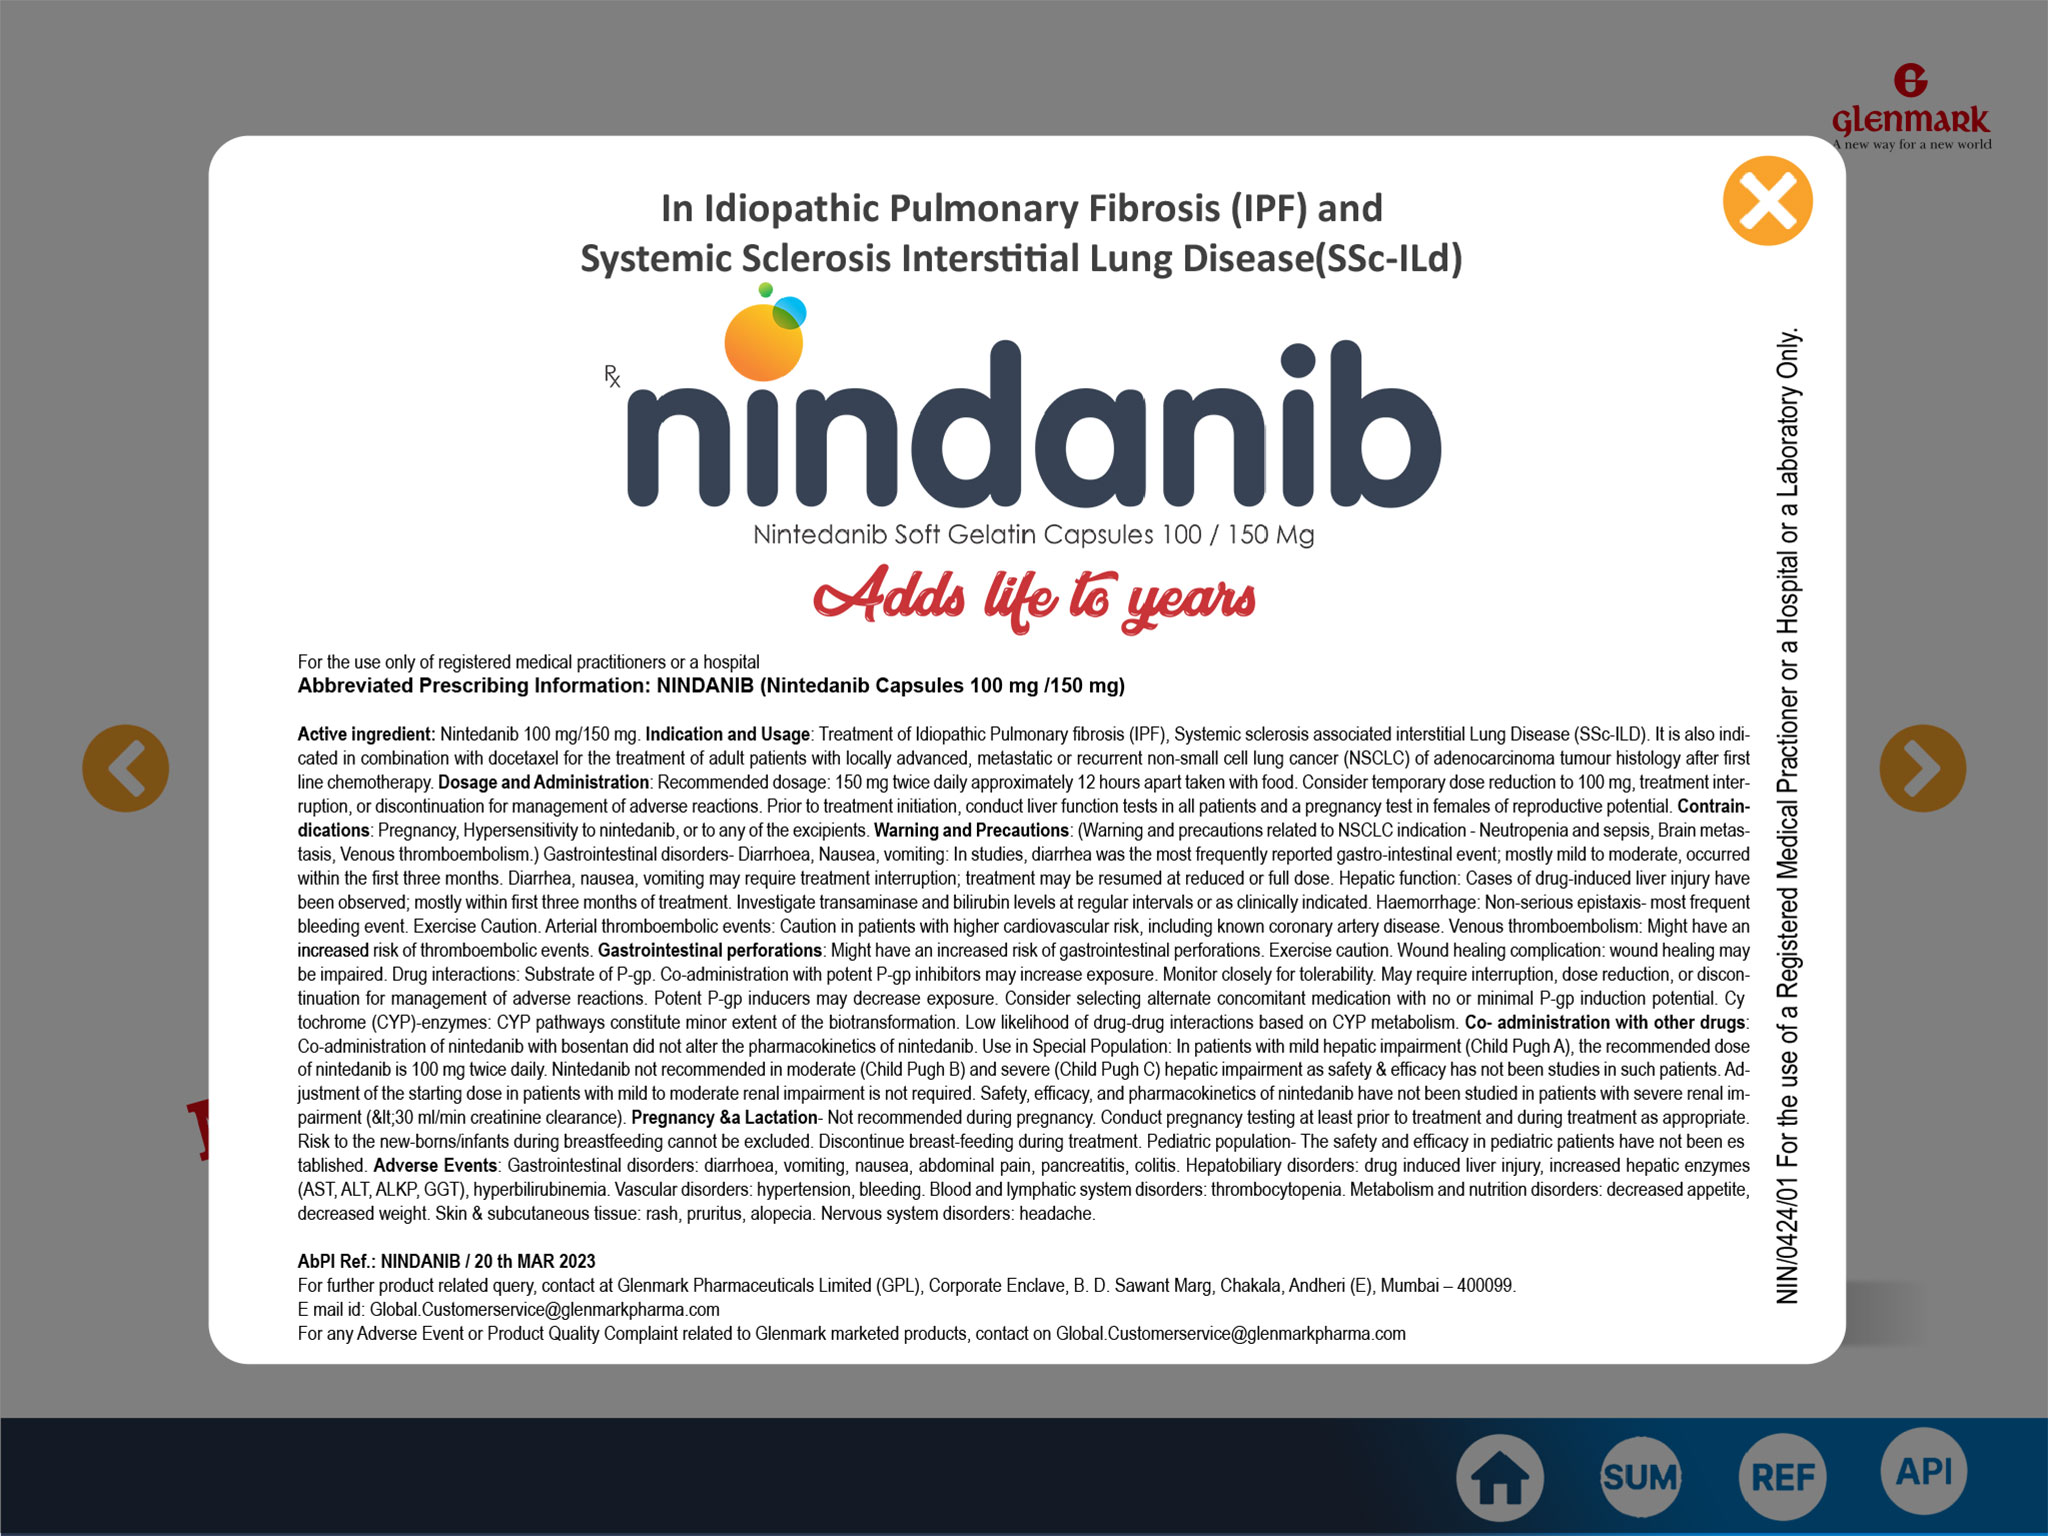 glenmark
A new way for a new world
In Idiopathic Pulmonary Fibrosis (IPF) and
Systemic Sclerosis Interstitial Lung Disease(SSc-ILd)
Rx
nindanib
Nintedanib Soft Gelatin Capsules 100 / 150 Mg
Adds life to years
For the use only of registered medical practitioners or a hospital
Abbreviated Prescribing Information: NINDANIB (Nintedanib Capsules 100 mg /150 mg)
Active ingredient: Nintedanib 100 mg/150 mg. Indication and Usage: Treatment of Idiopathic Pulmonary fibrosis (IPF), Systemic sclerosis associated interstitial Lung Disease (SSc-ILD). It is also indi-
cated in combination with docetaxel for the treatment of adult patients with locally advanced, metastatic or recurrent non-small cell lung cancer (NSCLC) of adenocarcinoma tumour histology after first
line chemotherapy. Dosage and Administration: Recommended dosage: 150 mg twice daily approximately 12 hours apart taken with food. Consider temporary dose reduction to 100 mg, treatment inter-
ruption, or discontinuation for management of adverse reactions. Prior to treatment initiation, conduct liver function tests in all patients and a pregnancy test in females of reproductive potential. Contrain-
dications: Pregnancy, Hypersensitivity to nintedanib, or to any of the excipients. Warning and Precautions: (Warning and precautions related to NSCLC indication - Neutropenia and sepsis, Brain metas-
tasis, Venous thromboembolism.) Gastrointestinal disorders- Diarrhoea, Nausea, vomiting: In studies, diarrhea was the most frequently reported gastro-intestinal event; mostly mild to moderate, occurred
within the first three months. Diarrhea, nausea, vomiting may require treatment interruption; treatment may be resumed at reduced or full dose. Hepatic function: Cases of drug-induced liver injury have
been observed; mostly within first three months of treatment. Investigate transaminase and bilirubin levels at regular intervals or as clinically indicated. Haemorrhage: Non-serious epistaxis- most frequent
bleeding event. Exercise Caution. Arterial thromboembolic events: Caution in patients with higher cardiovascular risk, including known coronary artery disease. Venous thromboembolism: Might have an
increased risk of thromboembolic events. Gastrointestinal perforations: Might have an increased risk of gastrointestinal perforations. Exercise caution. Wound healing complication: wound healing may
be impaired. Drug interactions: Substrate of P-gp. Co-administration with potent P-gp inhibitors may increase exposure. Monitor closely for tolerability. May require interruption, dose reduction, or discon-
tinuation for management of adverse reactions. Potent P-gp inducers may decrease exposure. Consider selecting alternate concomitant medication with no or minimal P-gp induction potential. Cy
tochrome (CYP)-enzymes: CYP pathways constitute minor extent of the biotransformation. Low likelihood of drug-drug interactions based on CYP metabolism. Co- administration with other drugs:
Co-administration of nintedanib with bosentan did not alter the pharmacokinetics of nintedanib. Use in Special Population: In patients with mild hepatic impairment (Child Pugh A), the recommended dose
of nintedanib is 100 mg twice daily. Nintedanib not recommended in moderate (Child Pugh B) and severe (Child Pugh C) hepatic impairment as safety & efficacy has not been studies in such patients. Ad-
justment of the starting dose in patients with mild to moderate renal impairment is not required. Safety, efficacy, and pharmacokinetics of nintedanib have not been studied in patients with severe renal im-
pairment (&lt;30 ml/min creatinine clearance). Pregnancy &a Lactation- Not recommended during pregnancy. Conduct pregnancy testing at least prior to treatment and during treatment as appropriate.
Risk to the new-borns/infants during breastfeeding cannot be excluded. Discontinue breast-feeding during treatment. Pediatric population- The safety and efficacy in pediatric patients have not been es
tablished. Adverse Events: Gastrointestinal disorders: diarrhoea, vomiting, nausea, abdominal pain, pancreatitis, colitis. Hepatobiliary disorders: drug induced liver injury, increased hepatic enzymes
(AST, ALT, ALKP, GGT), hyperbilirubinemia. Vascular disorders: hypertension, bleeding. Blood and lymphatic system disorders: thrombocytopenia. Metabolism and nutrition disorders: decreased appetite,
decreased weight. Skin & subcutaneous tissue: rash, pruritus, alopecia. Nervous system disorders: headache.
AbPI Ref.: NINDANIB / 20 th MAR 2023
For further product related query, contact at Glenmark Pharmaceuticals Limited (GPL), Corporate Enclave, B. D. Sawant Marg, Chakala, Andheri (E), Mumbai – 400099.
E mail id: Global.Customerservice@glenmarkpharma.com
For any Adverse Event or Product Quality Complaint related to Glenmark marketed products, contact on Global.Customerservice@glenmarkpharma.com
NIN/0424/01 For the use of a Registered Medical Practitioner or a Hospital or a Laboratory Only.
SUM
REF
API